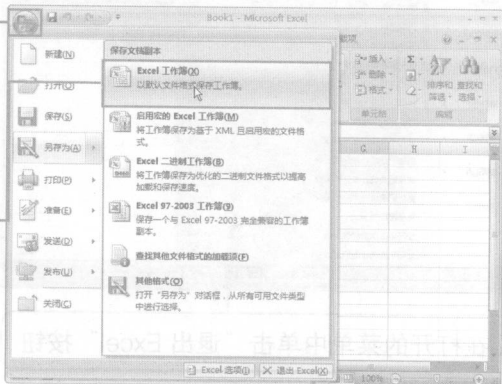 Book1 - Microsoft Excel
新建(N)
打开(O)
保存(S)
另存为(A)
打印(P)
准备(E)
发送(D)
发布(U)
关闭(C)
保存文档副本
Excel 工作簿(X)
以默认文件格式保存工作簿。
启用宏的 Excel 工作簿(M)
将工作簿保存为基于 XML 且启用宏的文件格
式。
Excel 二进制工作簿(B)
将工作簿保存为优化的二进制文件格式以提高
加载和保存速度。
Excel 97-2003 工作簿(9)
保存一个与 Excel 97-2003 完全兼容的工作簿
副本。
查找其他文件格式的加载项(F)
其他格式(O)
打开“另存为”对话框，从所有可用文件类型
中进行选择。
Excel 选项(I)
退出 Excel(X)
插入
删除
格式
单元格
Σ
排序和
筛选
查找和
选择
编辑
G H I
100%